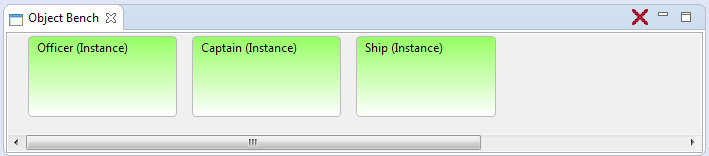 Object Bench
Officer (Instance)
Captain (Instance)
Ship (Instance)